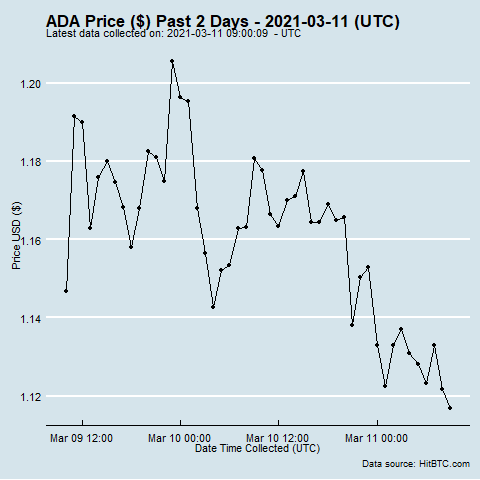 ADA Price ($) Past 2 Days - 2021-03-11 (UTC)
Latest data collected on: 2021-03-11 09:00:09 - UTC
1.20
1.18
1.16
1.14
1.12
Price USD ($)
Mar 09 12:00 Mar 10 00:00 Mar 10 12:00 Mar 11 00:00
Date Time Collected (UTC)
Data source: HitBTC.com